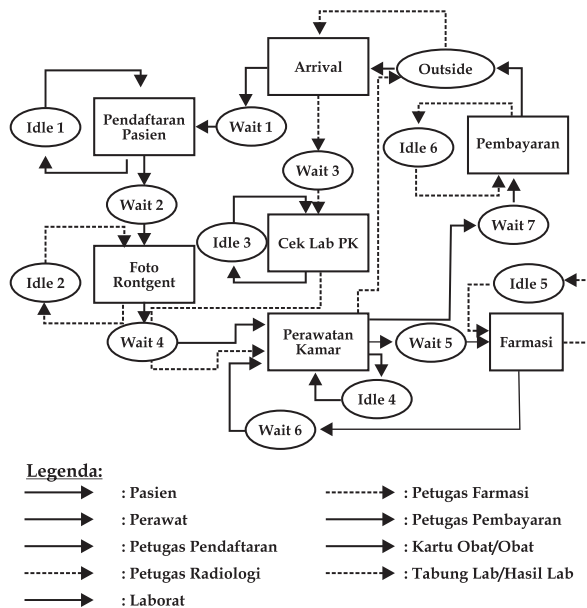 Arrival
Outside
Idle 1
Pendaftaran
Pasien
Wait 1
Idle 6
Pembayaran
Wait 3
Wait 2
Wait 7
Idle 3
Cek Lab PK
Idle 2
Foto
Rontgent
Idle 5
Wait 4
Perawatan
Kamar
Wait 5
Farmasi
Idle 4
Wait 6
Legenda:
: Pasien
: Perawat
: Petugas Pendaftaran
: Petugas Radiologi
: Laborat
: Petugas Farmasi
: Petugas Pembayaran
: Kartu Obat/Obat
: Tabung Lab/Hasil Lab